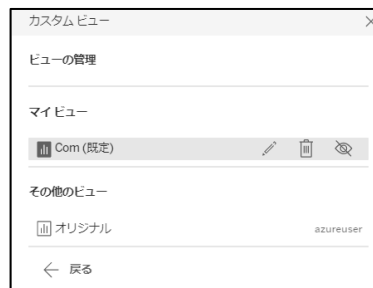 カスタム ビュー
ビューの管理
マイ ビュー
Com (既定)
その他のビュー
オリジナル azureuser
戻る